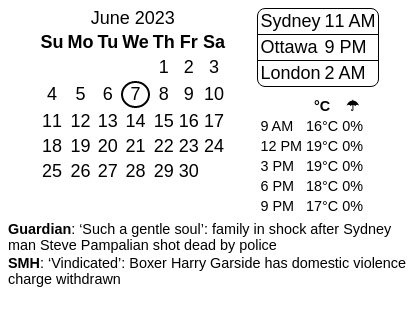 June 2023
Su Mo Tu We Th Fr Sa
1 2 3
4 5 6 7 8 9 10
11 12 13 14 15 16 17
18 19 20 21 22 23 24
25 26 27 28 29 30
Sydney 11 AM
Ottawa 9 PM
London 2 AM
°C ☂
9 AM 16°C 0%
12 PM 19°C 0%
3 PM 19°C 0%
6 PM 18°C 0%
9 PM 17°C 0%
Guardian: ‘Such a gentle soul’: family in shock after Sydney
man Steve Pampalian shot dead by police
SMH: ‘Vindicated’: Boxer Harry Garside has domestic violence
charge withdrawn